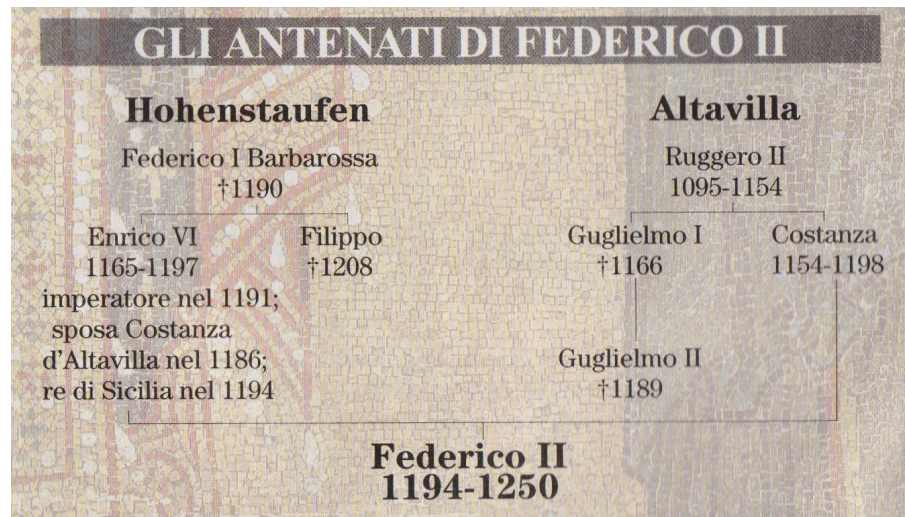 GLI ANTENATI DI FEDERICO II
Hohenstaufen
Federico I Barbarossa
†1190
Enrico VI
1165-1197
imperatore nel 1191;
sposa Costanza
d'Altavilla nel 1186;
re di Sicilia nel 1194
Filippo
†1208
Altavilla
Ruggero II
1095-1154
Guglielmo I
†1166
Costanza
1154-1198
Guglielmo II
†1189
Federico II
1194-1250